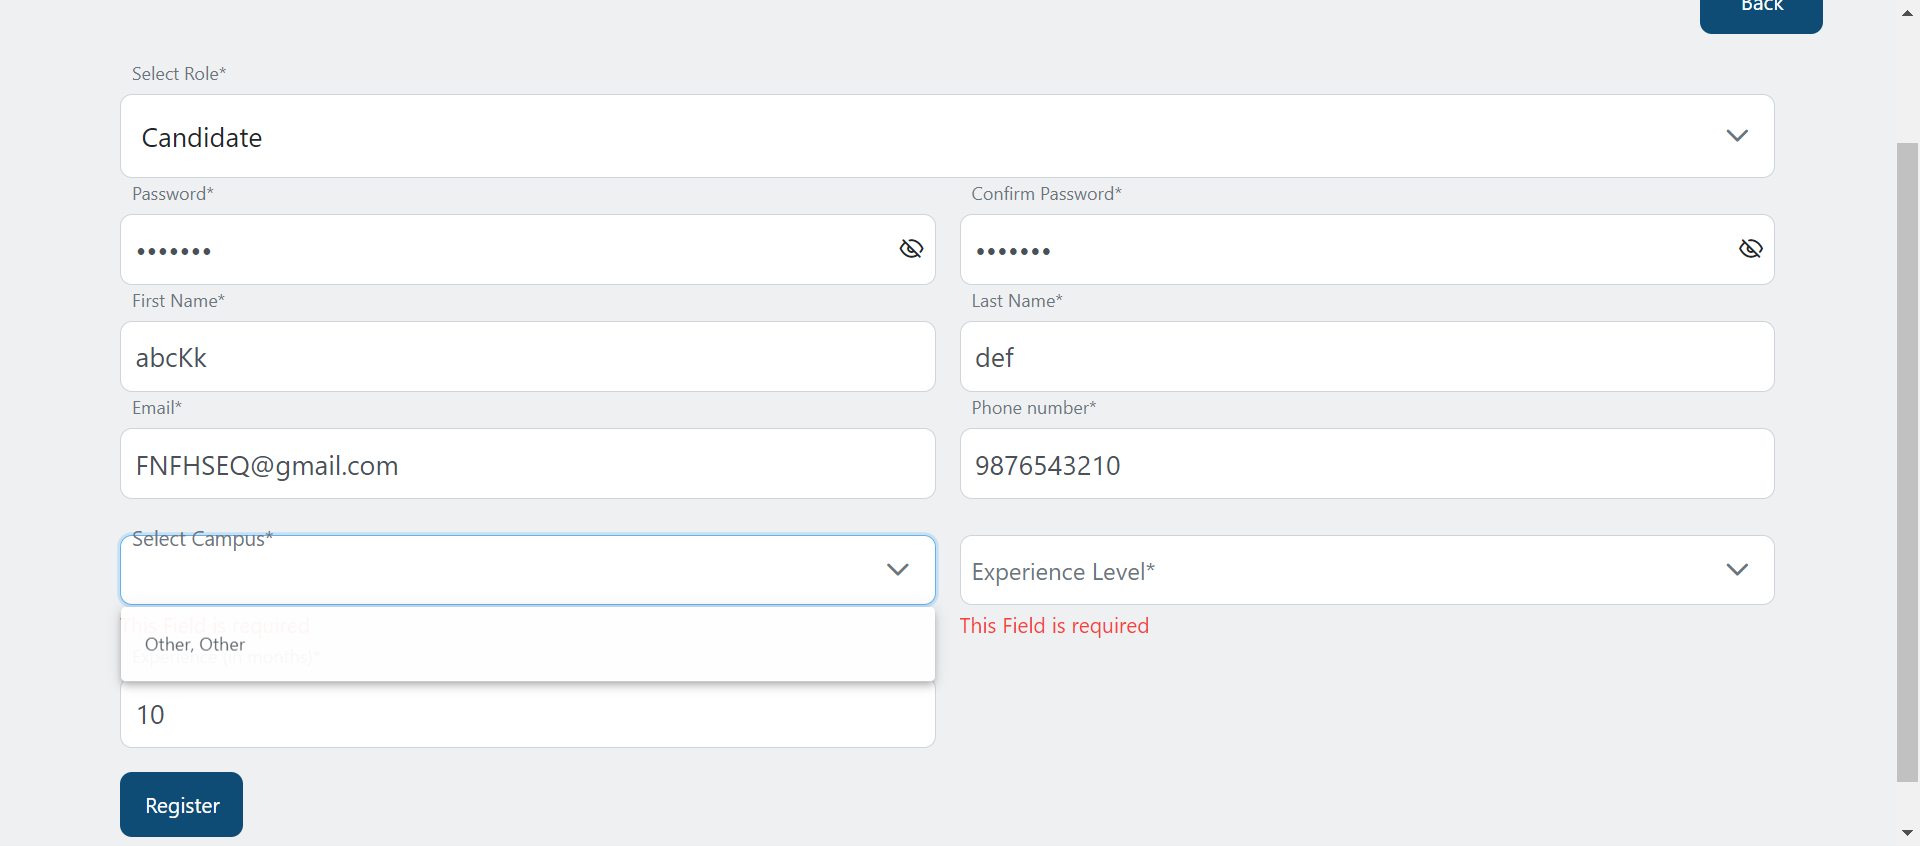 Back
Select Role*
Candidate
Password* Confirm Password*
••••••• •••••••
First Name* Last Name*
abcKk def
Email* Phone number*
FNFHSEQ@gmail.com 9876543210
Select Campus*
Experience Level*
This Field is required This Field is required
Other, Other
Experience (in months)*
10
Register